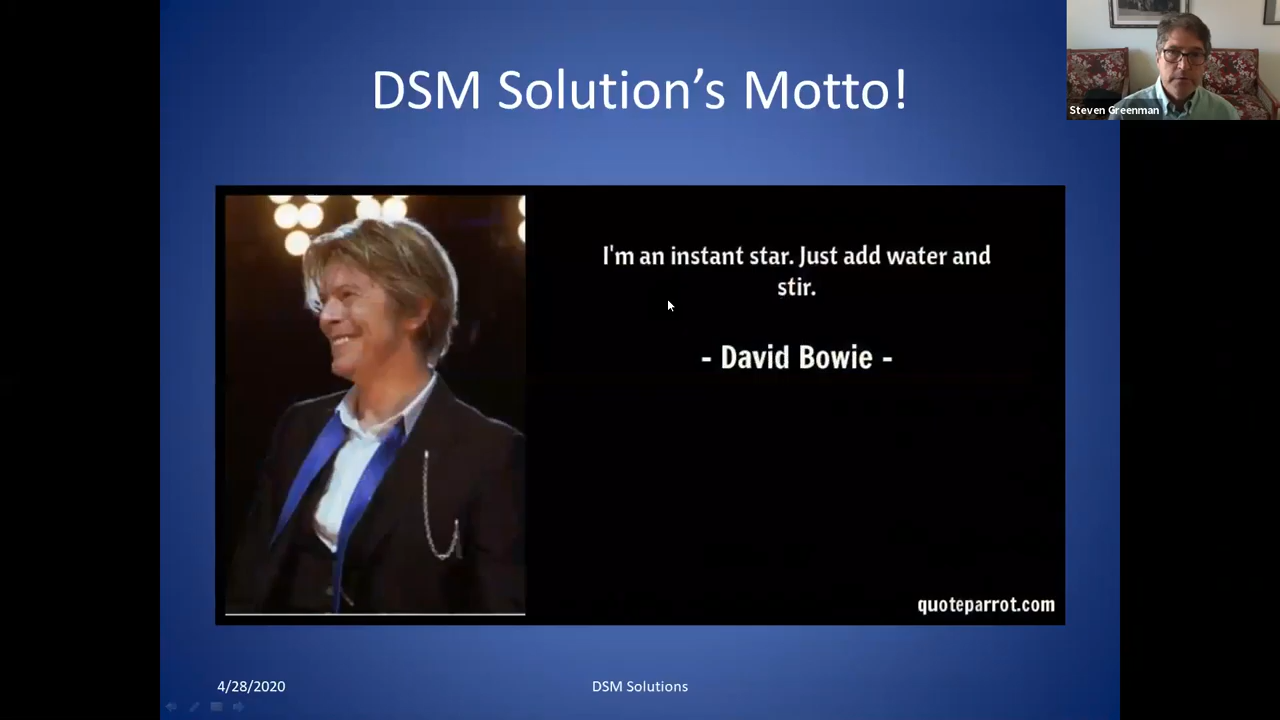 DSM Solution’s Motto!
Steven Greenman
I'm an instant star. Just add water and
stir.
- David Bowie -
quoteparrot.com
4/28/2020
DSM Solutions